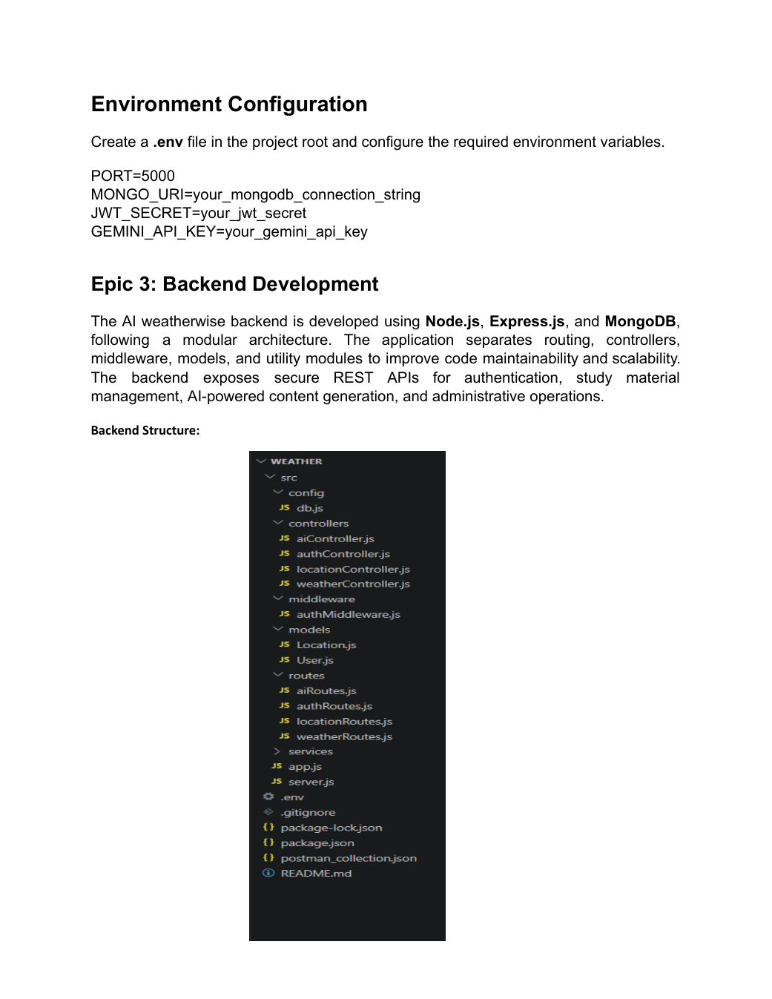 Environment Configuration
Create a .env file in the project root and configure the required environment variables.
PORT=5000
MONGO_URI=your_mongodb_connection_string
JWT_SECRET=your_jwt_secret
GEMINI_API_KEY=your_gemini_api_key
Epic 3: Backend Development
The AI weatherwise backend is developed using Node.js, Express.js, and MongoDB,
following a modular architecture. The application separates routing, controllers,
middleware, models, and utility modules to improve code maintainability and scalability.
The backend exposes secure REST APIs for authentication, study material
management, AI-powered content generation, and administrative operations.
Backend Structure:
WEATHER
src
config
JS db.js
controllers
JS aiController.js
JS authController.js
JS locationController.js
JS weatherController.js
middleware
JS authMiddleware.js
models
JS Location.js
JS User.js
routes
JS aiRoutes.js
JS authRoutes.js
JS locationRoutes.js
JS weatherRoutes.js
services
JS app.js
JS server.js
.env
.gitignore
{} package-lock.json
{} package.json
{} postman_collection.json
README.md